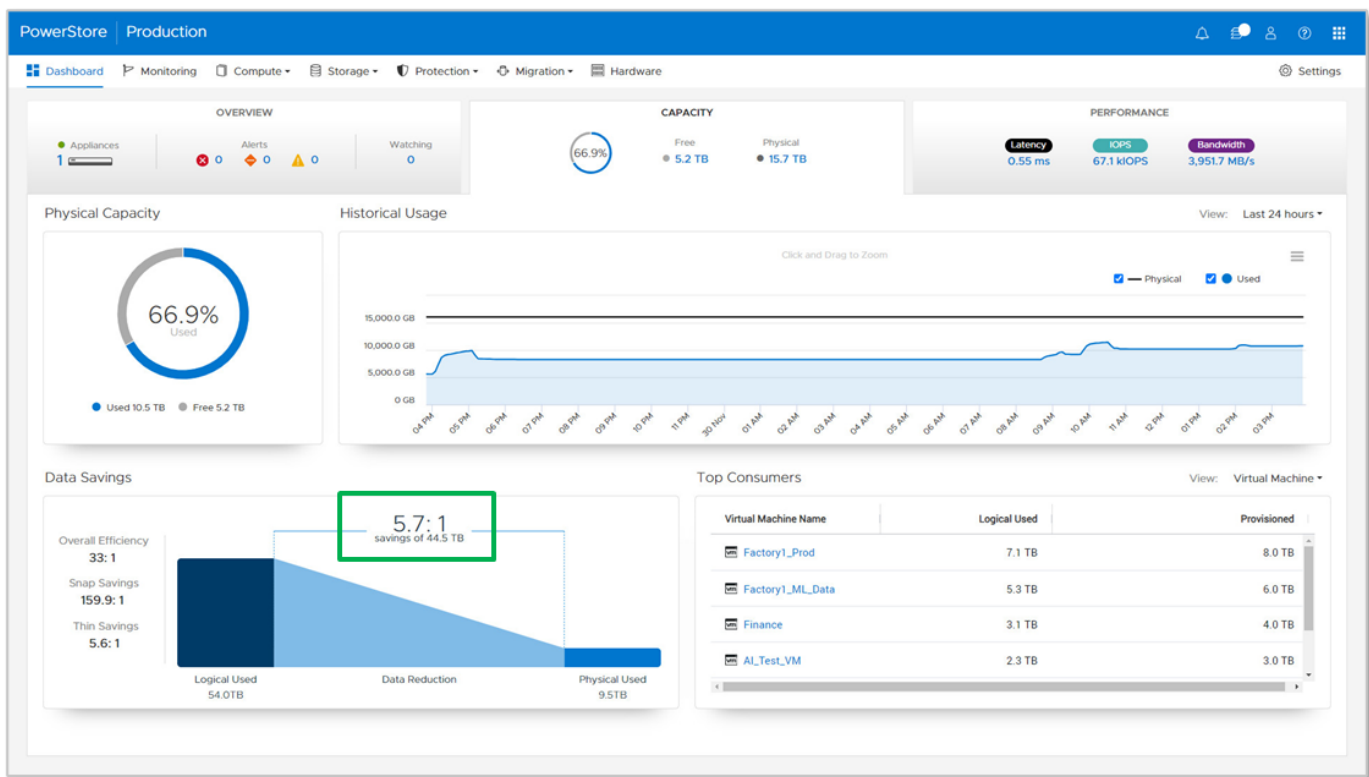 PowerStore Production
Dashboard Monitoring Compute Storage Protection Migration Hardware Settings
OVERVIEW
Appliances
1
Alerts
0 0 0
Watching
0
CAPACITY
66.9%
Free
5.2 TB
Physical
15.7 TB
PERFORMANCE
Latency IOPS Bandwidth
0.55 ms 67.1 kIOPS 3,951.7 MB/s
Physical Capacity
66.9%
Used
Used 10.5 TB Free 5.2 TB
Historical Usage
View: Last 24 hours
Click and Drag to Zoom
Physical Used
15,000.0 GB
10,000.0 GB
5,000.0 GB
0 GB
04 PM 05 PM 06 PM 07 PM 08 PM 09 PM 10 PM 11 PM 30 Nov 01 AM 02 AM 03 AM 04 AM 05 AM 06 AM 07 AM 08 AM 09 AM 10 AM 11 AM 12 PM 01 PM 02 PM 03 PM
Data Savings
Overall Efficiency
33: 1
Snap Savings
159.9: 1
Thin Savings
5.6: 1
5.7: 1
savings of 44.5 TB
Logical Used Data Reduction Physical Used
54.0TB 9.5TB
Top Consumers
View: Virtual Machine
Virtual Machine Name Logical Used Provisioned
vm Factory1_Prod 7.1 TB 8.0 TB
vm Factory1_ML_Data 5.3 TB 6.0 TB
vm Finance 3.1 TB 4.0 TB
vm AI_Test_VM 2.3 TB 3.0 TB